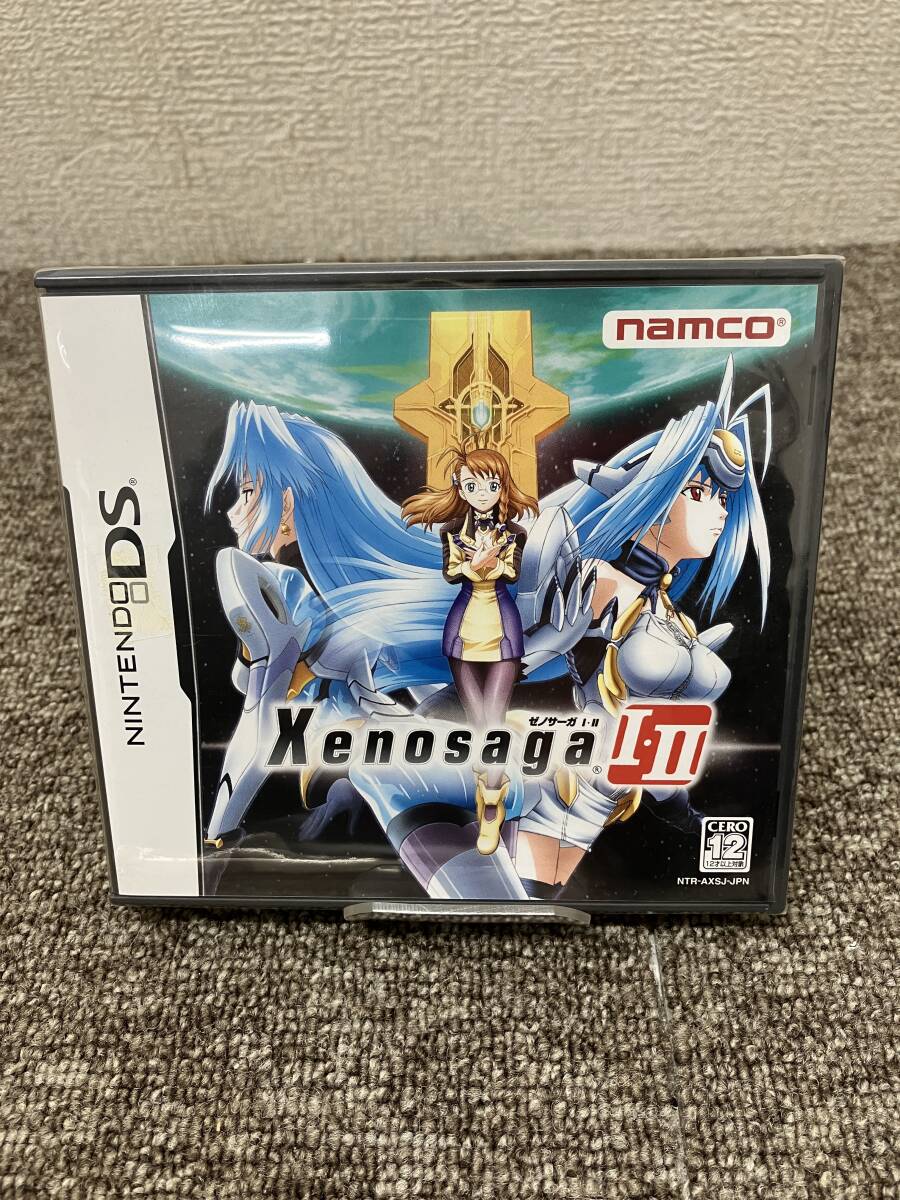 namco®
NINTENDO DS®
ゼノサーガ I・II
Xenosaga® I・II
CERO
12
12才以上対象
NTR-AXSJ-JPN